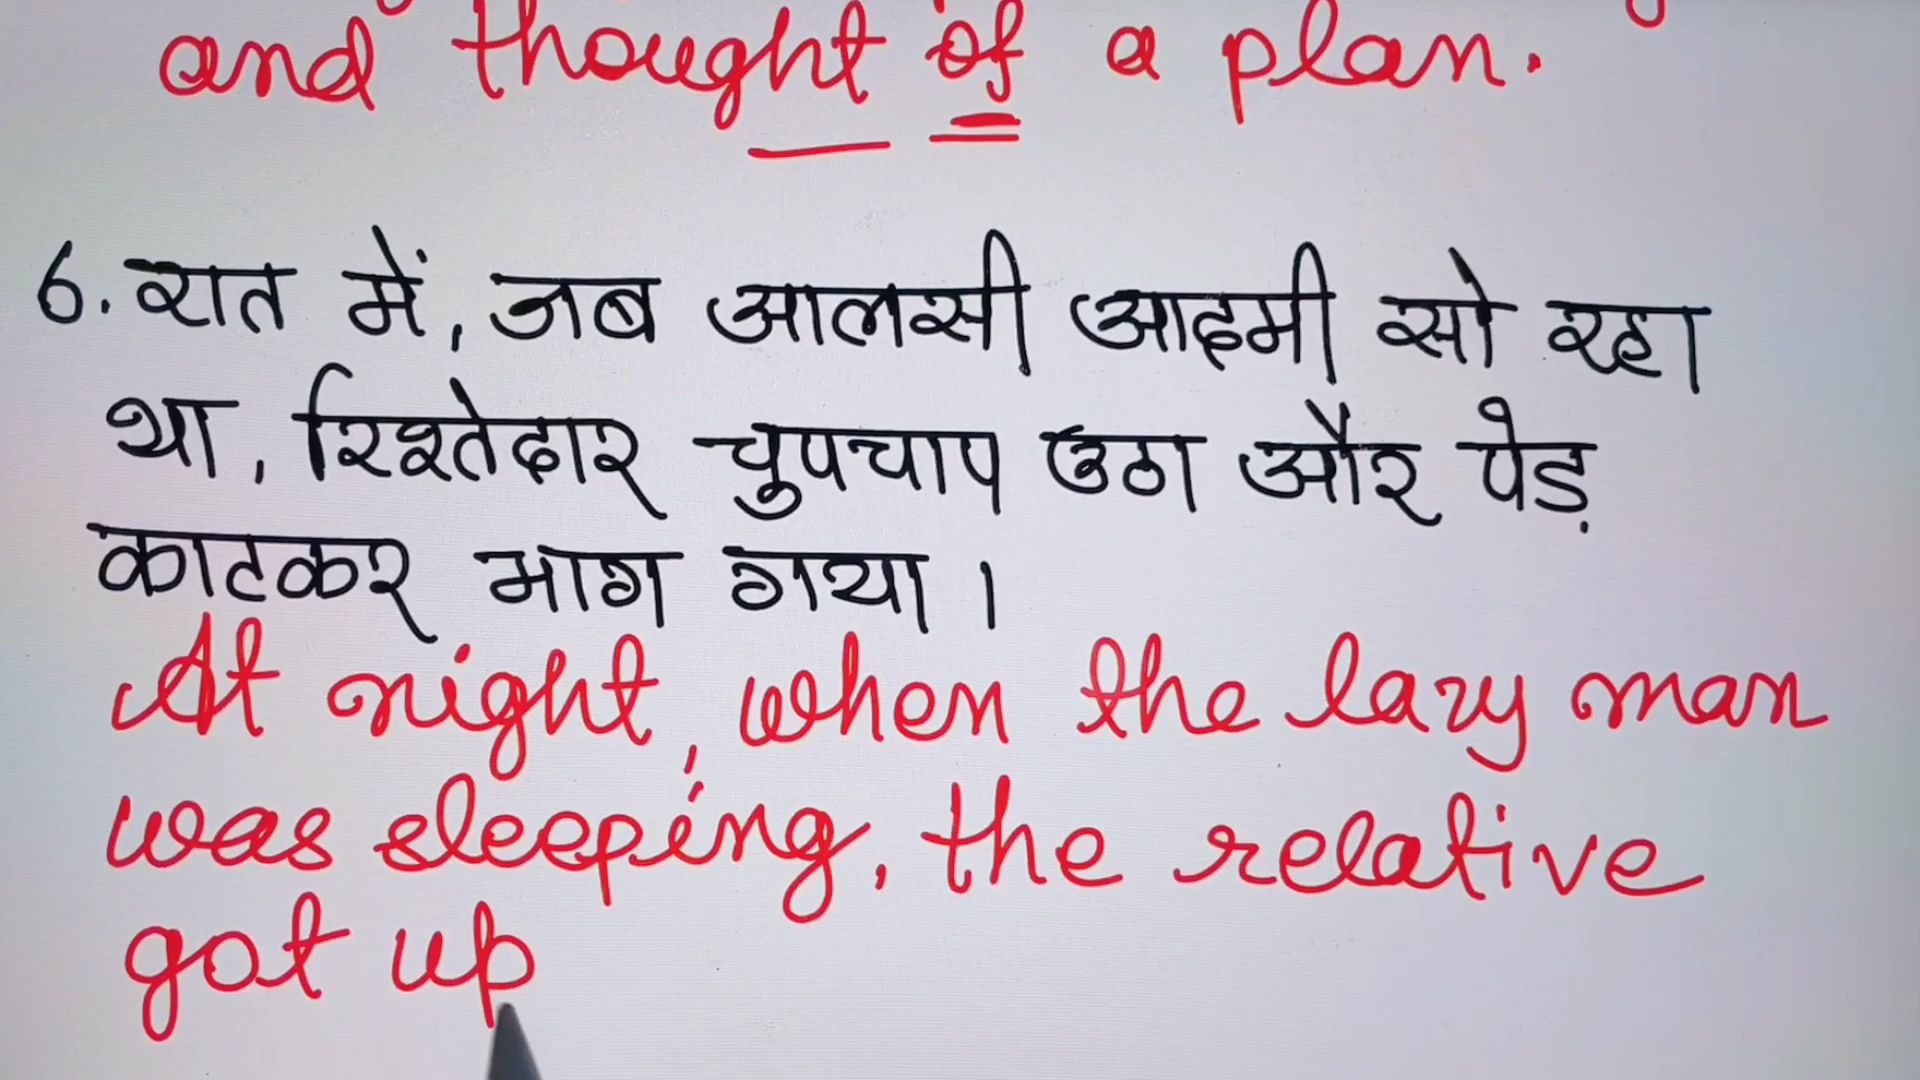 and thought of a plan.
6. रात में, जब आलसी आदमी सो रहा
था, रिश्तेदार चुपचाप उठा और पेड़
काटकर भाग गया।
At night, when the lazy man
was sleeping, the relative
got up